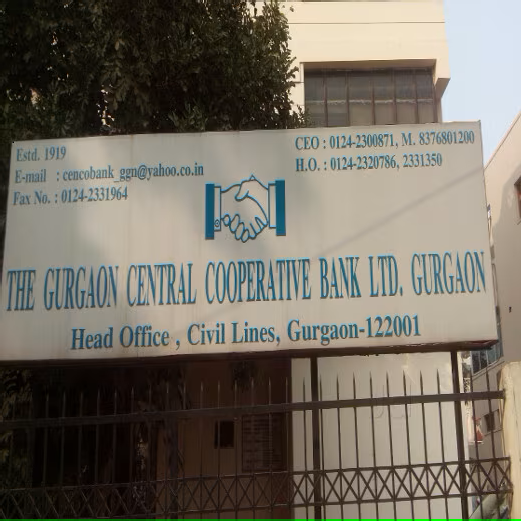 Estd. 1919
E-mail : cencobank_ggn@yahoo.co.in
Fax No. : 0124-2331964
CEO : 0124-2300871, M. 8376801200
H.O. : 0124-2320786, 2331350
THE GURGAON CENTRAL COOPERATIVE BANK LTD. GURGAON
Head Office , Civil Lines, Gurgaon-122001